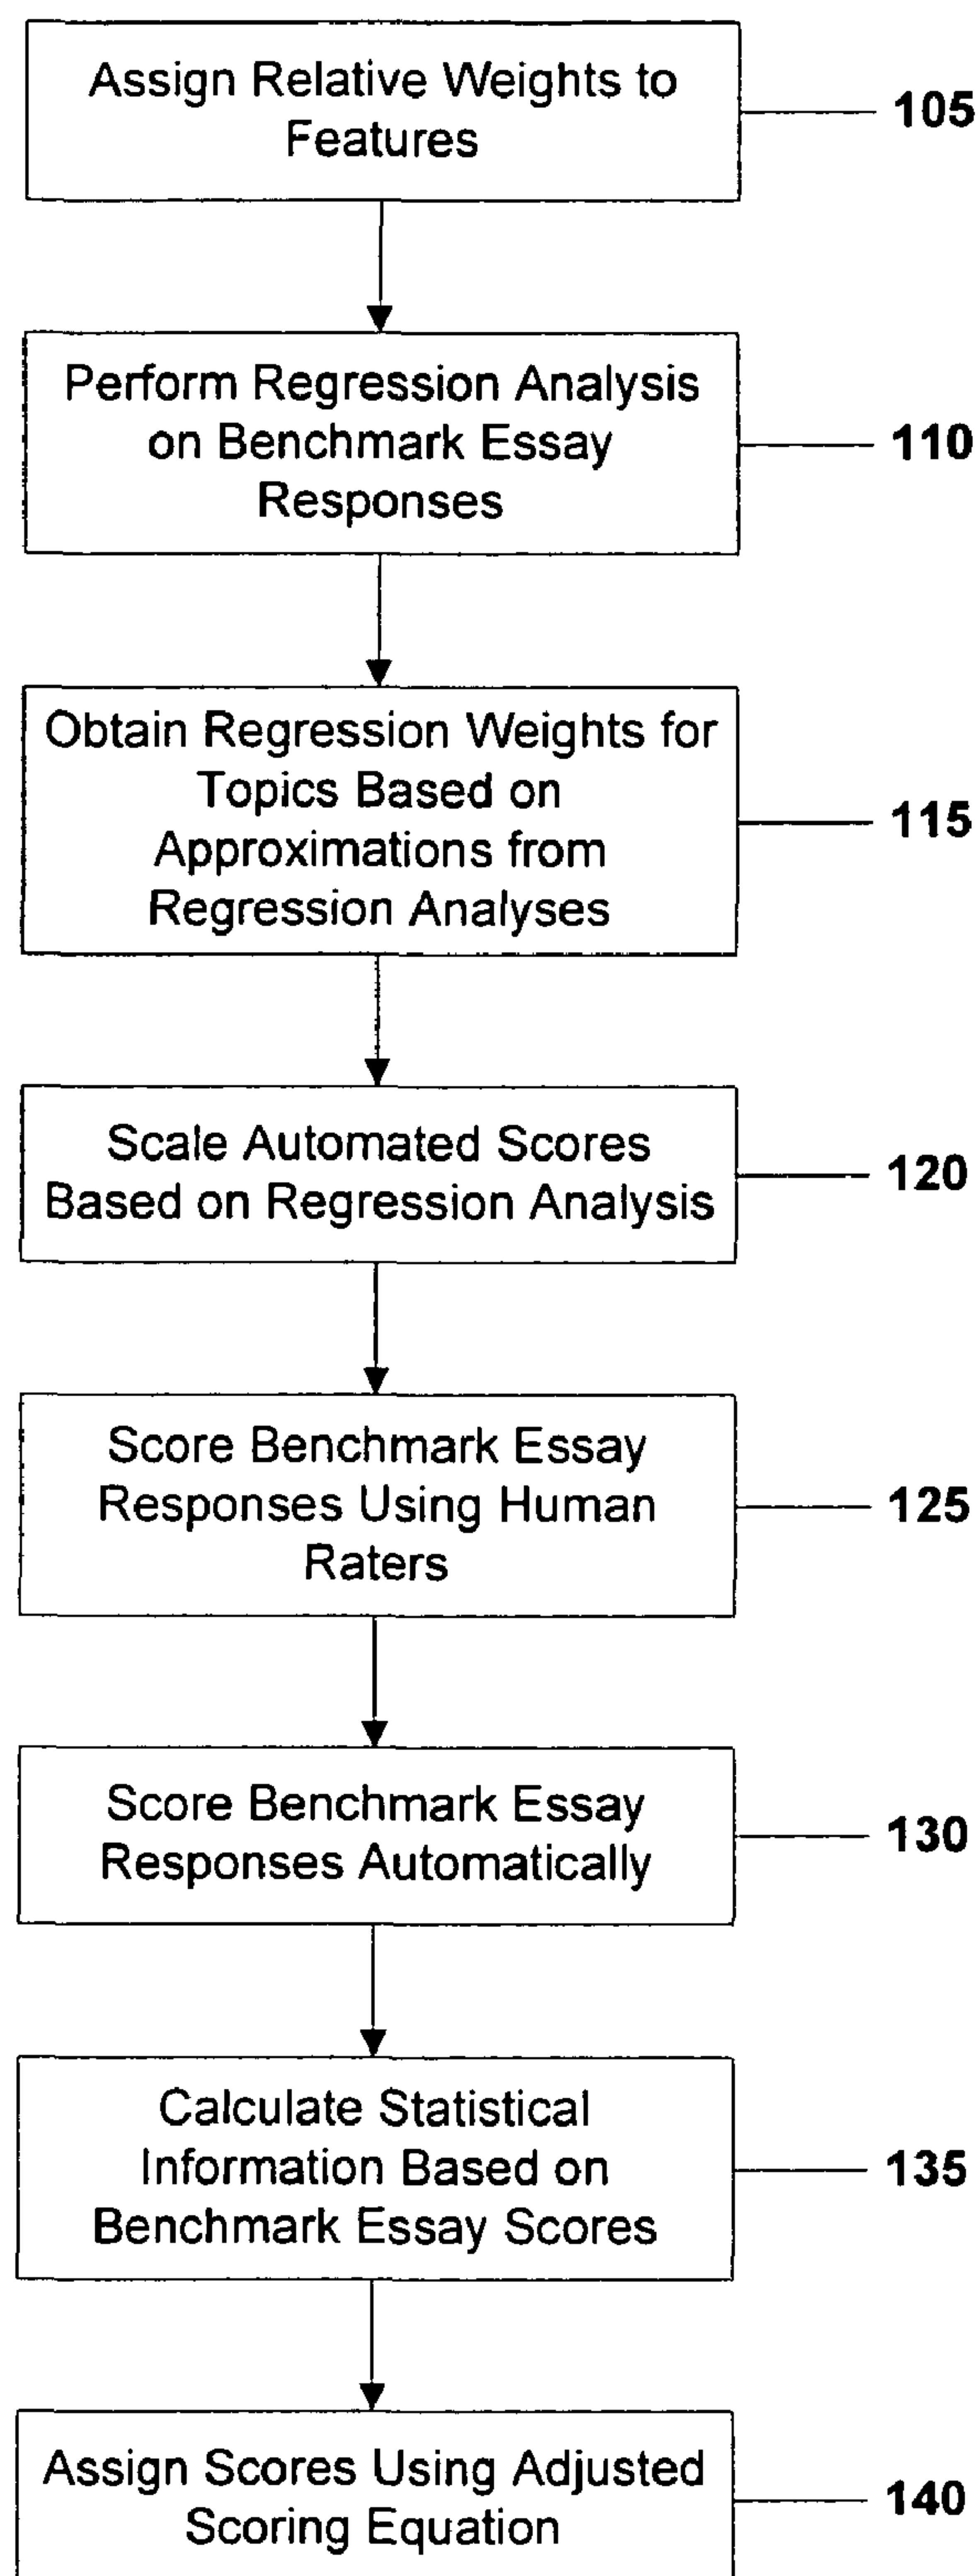 Assign Relative Weights to
Features
105
Perform Regression Analysis
on Benchmark Essay
Responses
110
Obtain Regression Weights for
Topics Based on
Approximations from
Regression Analyses
115
Scale Automated Scores
Based on Regression Analysis
120
Score Benchmark Essay
Responses Using Human
Raters
125
Score Benchmark Essay
Responses Automatically
130
Calculate Statistical
Information Based on
Benchmark Essay Scores
135
Assign Scores Using Adjusted
Scoring Equation
140